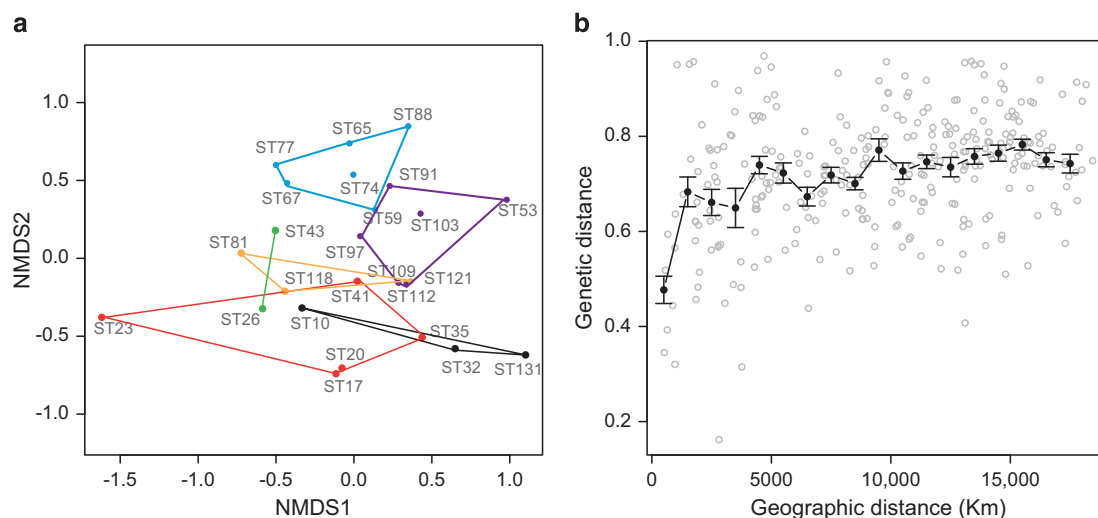 a
b
1.0
0.5
0.0
-0.5
-1.0
NMDS2
ST88
ST65
ST77
ST74
ST91
ST67
ST59
ST53
ST103
ST43
ST97
ST81
ST118
ST109
ST121
ST41
ST112
ST26
ST10
ST23
ST35
ST20
ST32
ST131
ST17
-1.5
-1.0
-0.5
0.0
0.5
1.0
NMDS1
1.0
0.8
0.6
0.4
0.2
Genetic distance
0
5000
10,000
15,000
Geographic distance (Km)